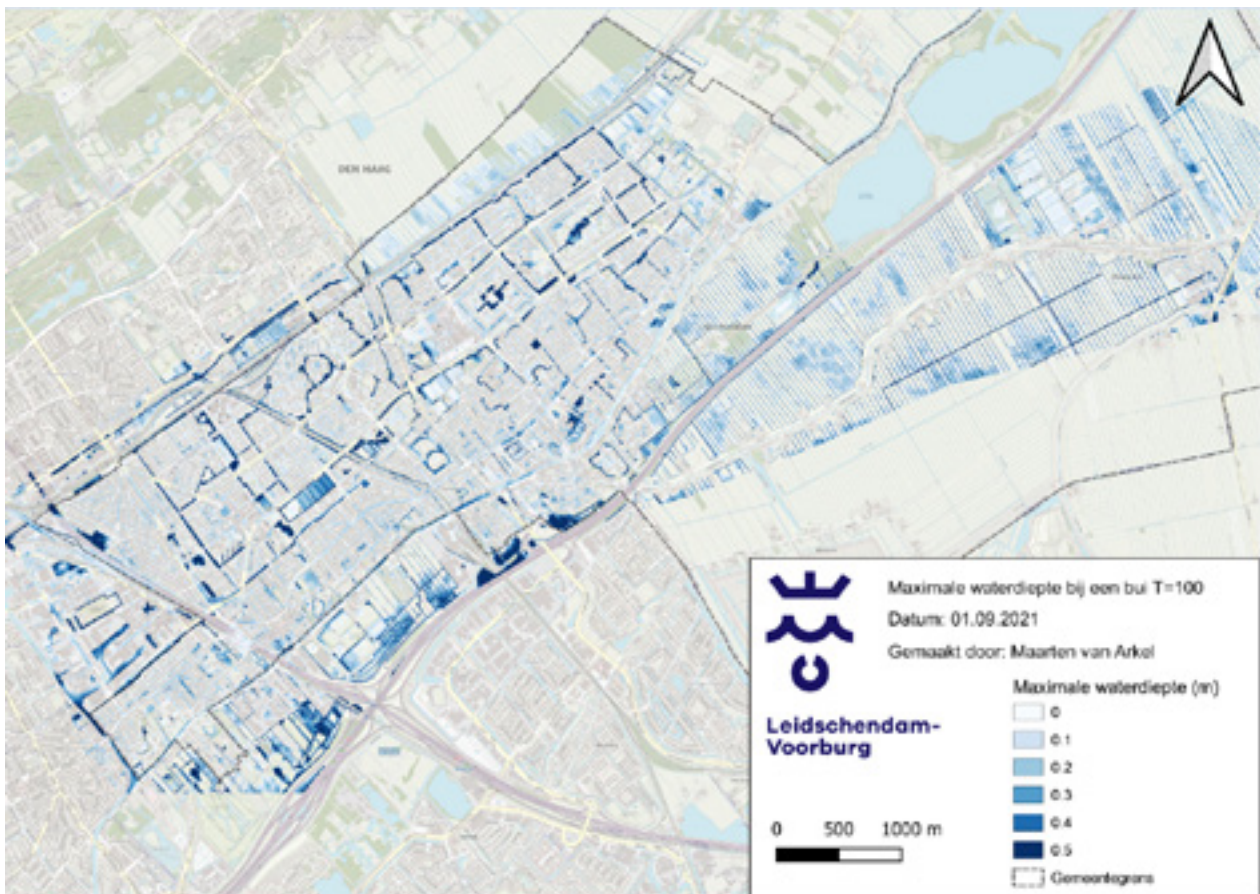 DEN HAAG
Maximale waterdiepte bij een bui T=100
Datum: 01.09.2021
Gemaakt door: Maarten van Arkel
Maximale waterdiepte (m)
0
0.1
0.2
0.3
0.4
0.5
Gemeentegrens
Leidschendam-
Voorburg
0 500 1000 m